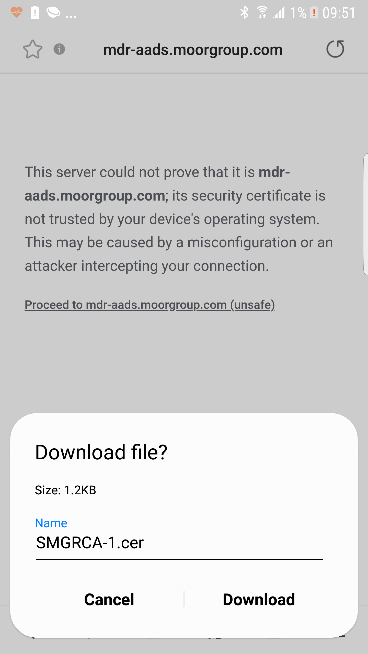 ... 1% 09:51
mdr-aads.moorgroup.com
This server could not prove that it is mdr-
aads.moorgroup.com; its security certificate is
not trusted by your device's operating system.
This may be caused by a misconfiguration or an
attacker intercepting your connection.
Proceed to mdr-aads.moorgroup.com (unsafe)
Download file?
Size: 1.2KB
Name
SMGRCA-1.cer
Cancel
Download